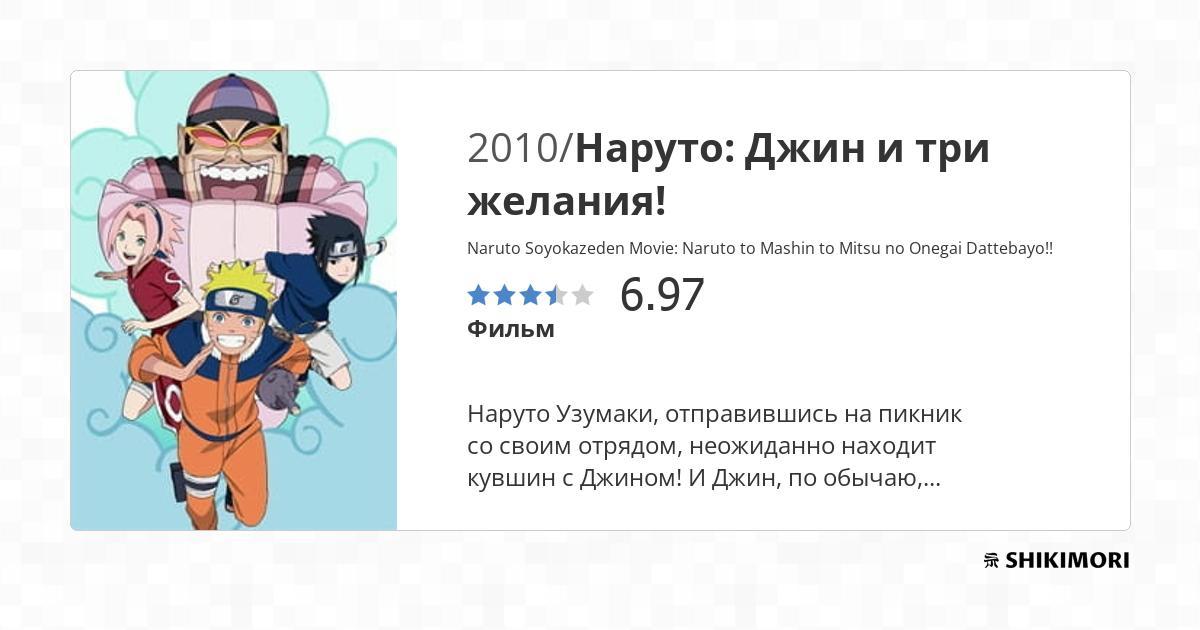 2010/Наруто: Джин и три
желания!
Naruto Soyokazeden Movie: Naruto to Mashin to Mitsu no Onegai Dattebayo!!
6.97
Фильм
Наруто Узумаки, отправившись на пикник
со своим отрядом, неожиданно находит
кувшин с Джином! И Джин, по обычаю,...
SHIKIMORI